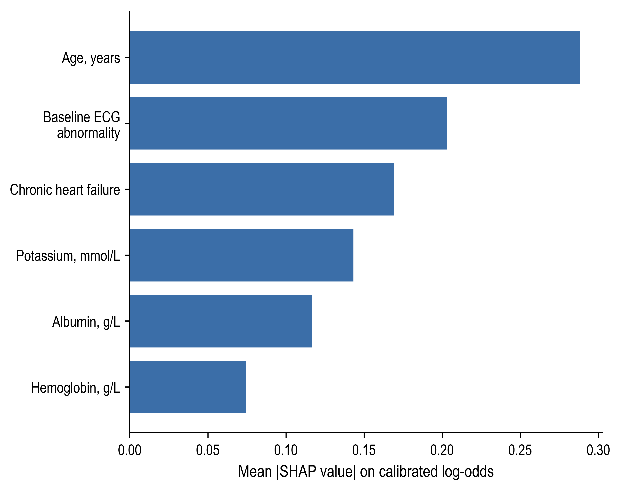 Age, years
Baseline ECG
abnormality
Chronic heart failure
Potassium, mmol/L
Albumin, g/L
Hemoglobin, g/L
0.00 0.05 0.10 0.15 0.20 0.25 0.30
Mean |SHAP value| on calibrated log-odds